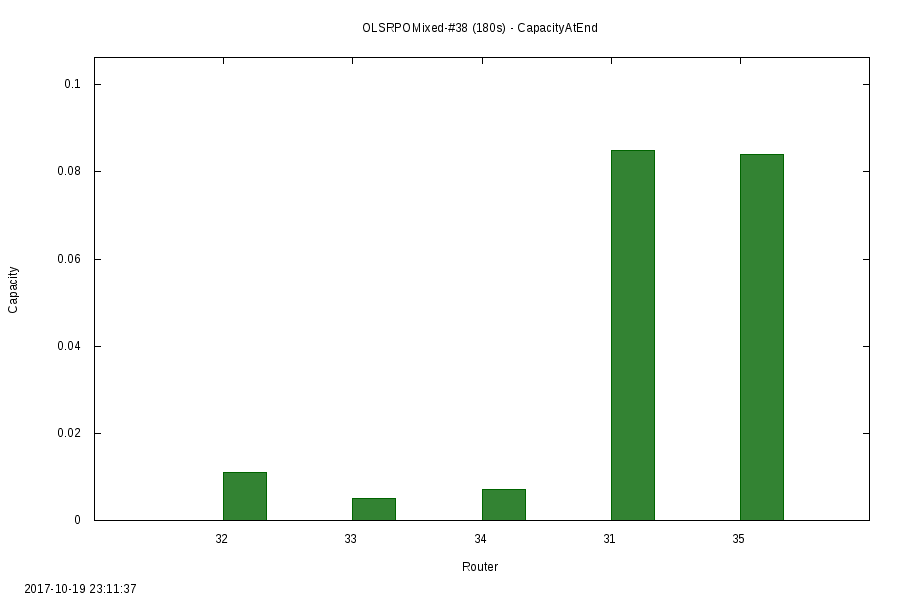 OLSRPOMixed-#38 (180s) - CapacityAtEnd
0.1
0.08
0.06
0.04
0.02
0
Capacity
32 33 34 31 35
Router
2017-10-19 23:11:37